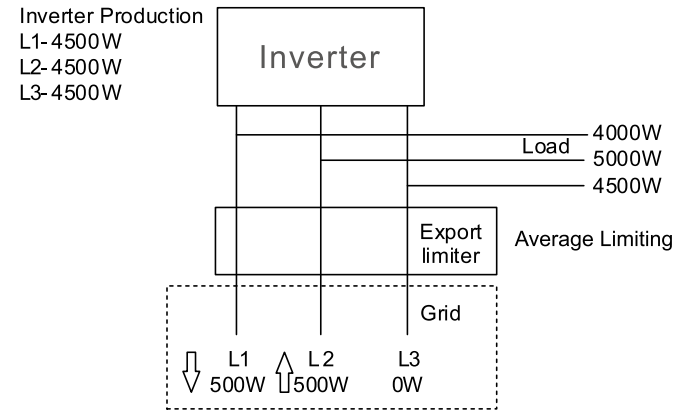 Inverter Production
L1-4500W
L2-4500W
L3-4500W
Inverter
Load
4000W
5000W
4500W
Export
limiter
Average Limiting
Grid
L1 L2 L3
500W 500W 0W